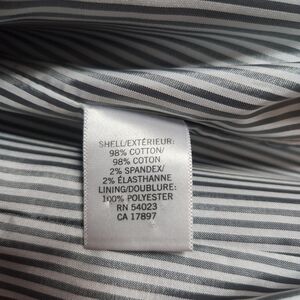 SHELL/EXTÉRIEUR:
98% COTTON/
98% COTON
2% SPANDEX/
2% ÉLASTHANNE
LINING/DOUBLURE:
100% POLYESTER
RN 54023
CA 17897